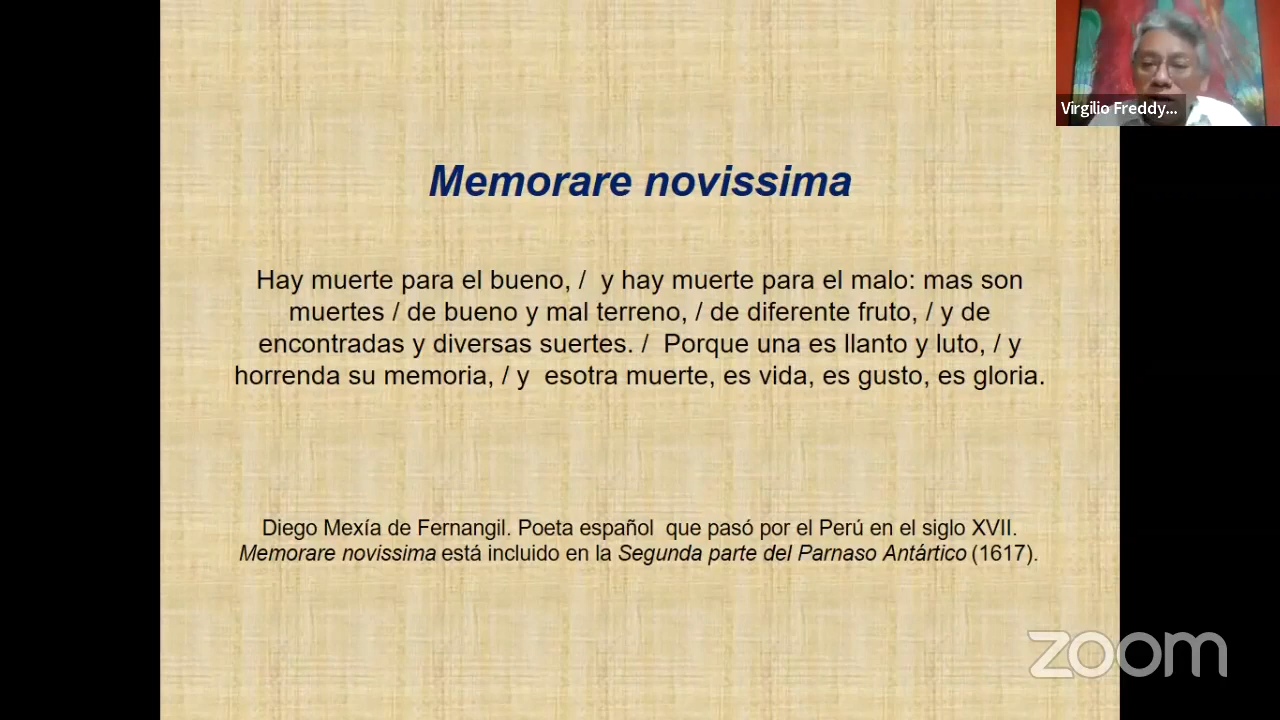 Virgilio Freddy...
Memorare novissima
Hay muerte para el bueno, / y hay muerte para el malo: mas son
muertes / de bueno y mal terreno, / de diferente fruto, / y de
encontradas y diversas suertes. / Porque una es llanto y luto, / y
horrenda su memoria, / y esotra muerte, es vida, es gusto, es gloria.
Diego Mexía de Fernangil. Poeta español que pasó por el Perú en el siglo XVII.
Memorare novissima está incluido en la Segunda parte del Parnaso Antártico (1617).
zoom